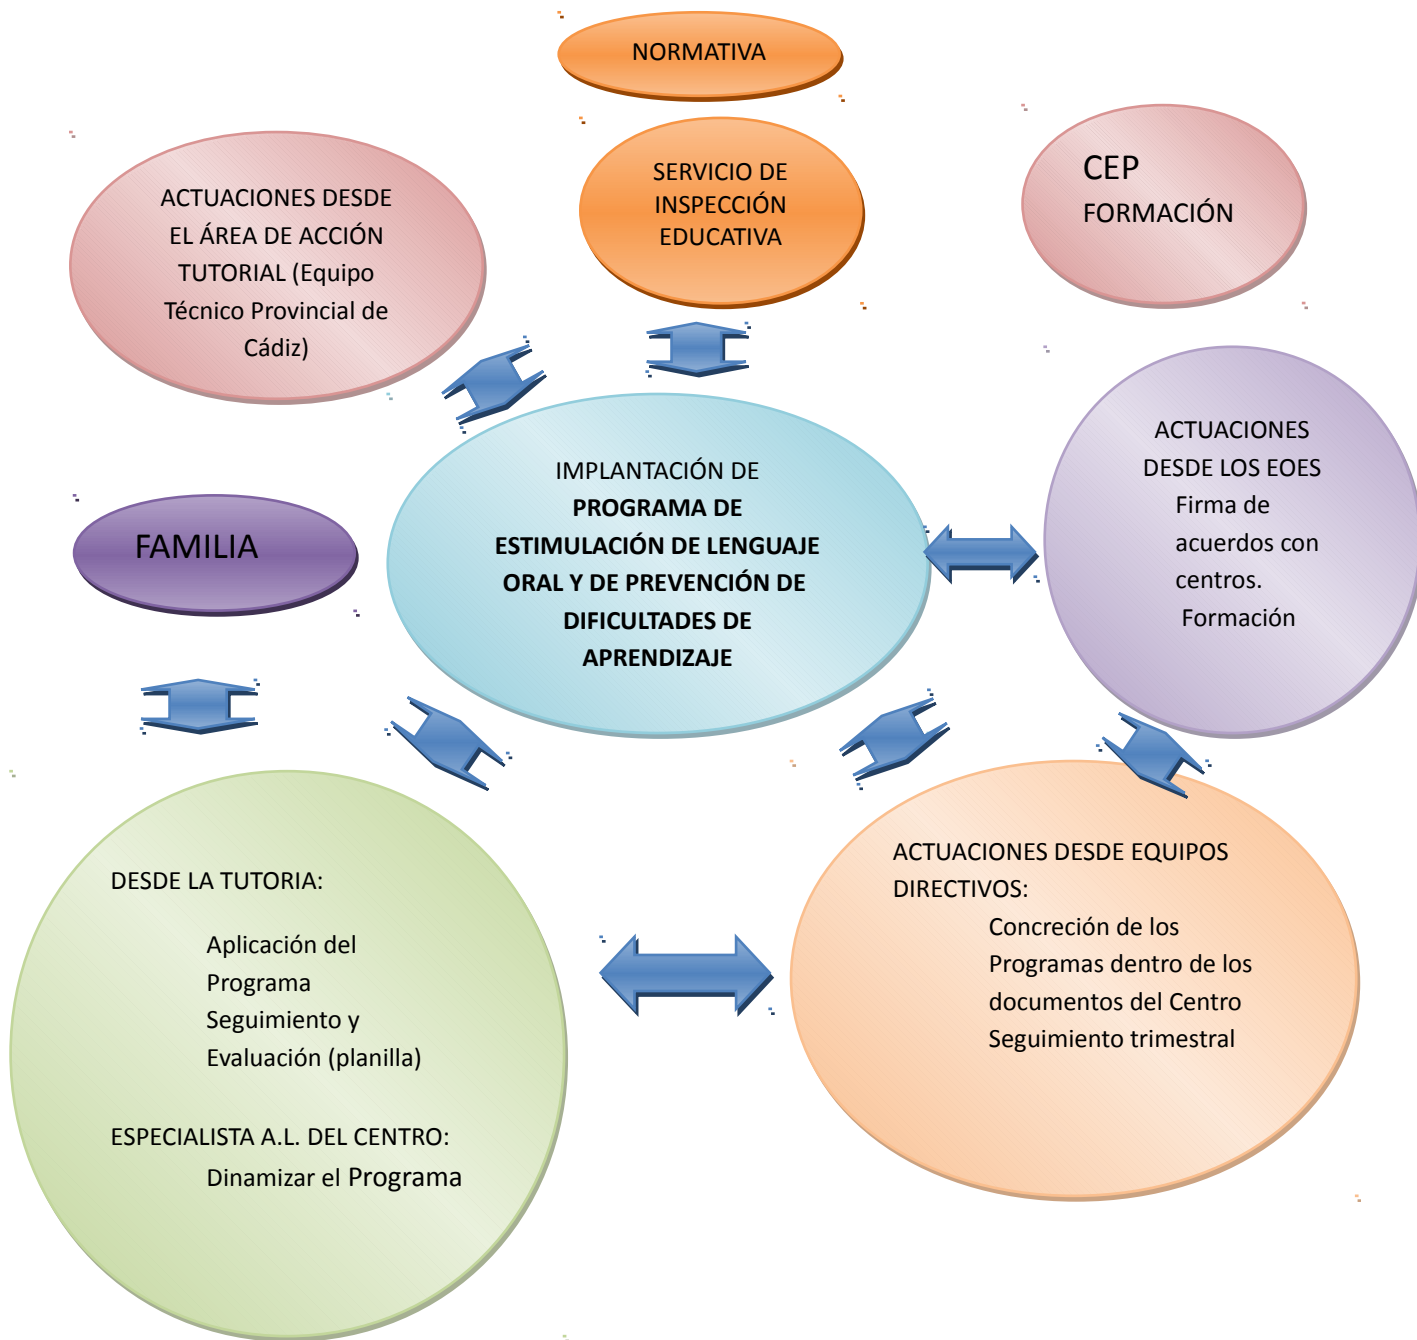 NORMATIVA
ACTUACIONES DESDE
EL ÁREA DE ACCIÓN
TUTORIAL (Equipo
Técnico Provincial de
Cádiz)
SERVICIO DE
INSPECCIÓN
EDUCATIVA
CEP
FORMACIÓN
IMPLANTACIÓN DE
PROGRAMA DE
ESTIMULACIÓN DE LENGUAJE
ORAL Y DE PREVENCIÓN DE
DIFICULTADES DE
APRENDIZAJE
FAMILIA
ACTUACIONES
DESDE LOS EOES
Firma de
acuerdos con
centros.
Formación
DESDE LA TUTORIA:
Aplicación del
Programa
Seguimiento y
Evaluación (planilla)
ESPECIALISTA A.L. DEL CENTRO:
Dinamizar el Programa
ACTUACIONES DESDE EQUIPOS
DIRECTIVOS:
Concreción de los
Programas dentro de los
documentos del Centro
Seguimiento trimestral